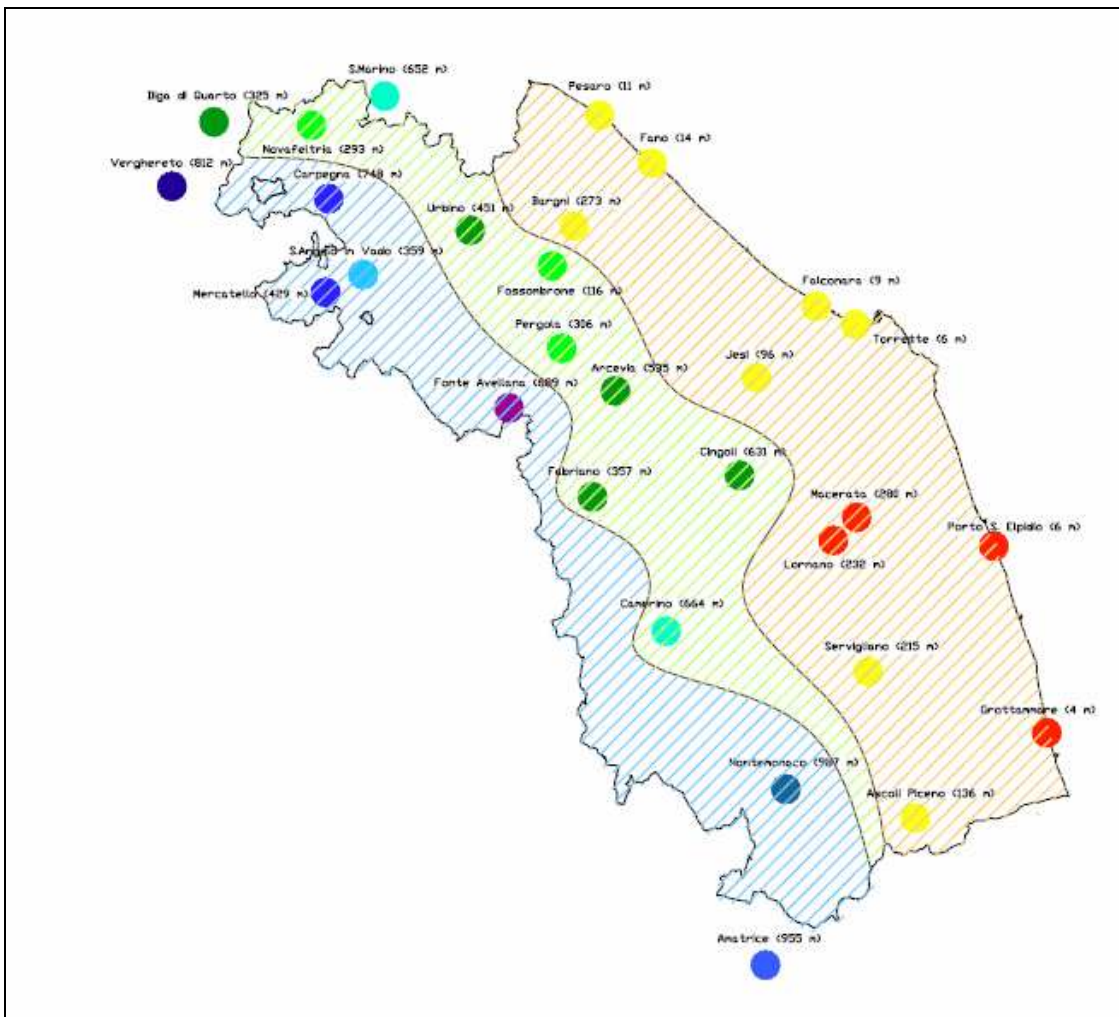 S.Marino (652 m)
Diga di Quarto (325 m)
Pesaro (11 m)
Fano (14 m)
Novafeltria (293 m)
Verghereto (812 m)
Carpegna (748 m)
Bargni (273 m)
Urbino (451 m)
S.Angelo in Vado (359 m)
Mercatello (429 m)
Fossombrone (116 m)
Falconara (9 m)
Pergola (306 m)
Torrette (6 m)
Jesi (96 m)
Arcevia (535 m)
Fonte Avellana (689 m)
Cingoli (631 m)
Fabriano (357 m)
Macerata (280 m)
Porto S. Elpidio (6 m)
Lornano (232 m)
Camerino (664 m)
Servigliano (215 m)
Grottammare (4 m)
Montemonaco (987 m)
Ascoli Piceno (136 m)
Amatrice (955 m)